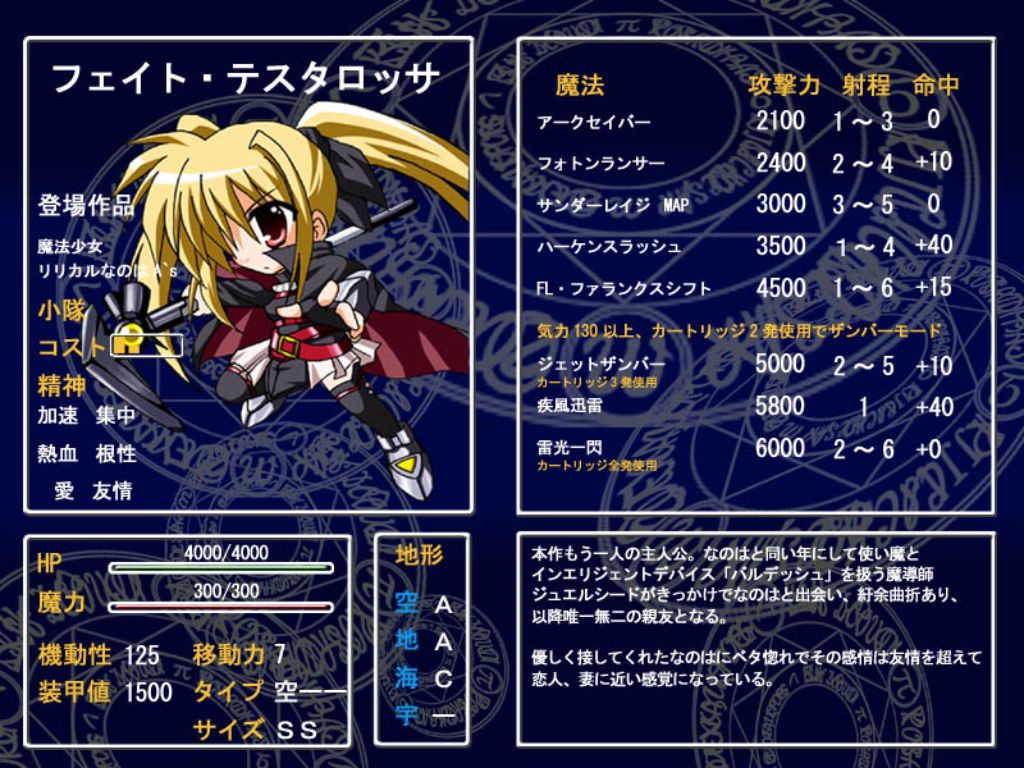 フェイト・テスタロッサ
登場作品
魔法少女
リリカルなのはA`s
小隊
コスト
精神
加速 集中
熱血 根性
愛 友情
魔法 攻撃力 射程 命中
アークセイバー 2100 1～3 0
フォトンランサー 2400 2～4 +10
サンダーレイジ MAP 3000 3～5 0
ハーケンスラッシュ 3500 1～4 +40
FL・ファランクスシフト 4500 1～6 +15
気力130以上、カートリッジ2発使用でザンバーモード
ジェットザンバー 5000 2～5 +10
カートリッジ3発使用
疾風迅雷 5800 1 +40
雷光一閃 6000 2～6 +0
カートリッジ全発使用
HP 4000/4000
魔力 300/300
機動性 125 移動力 7
装甲値 1500 タイプ 空ーー
サイズ SS
地形
空 A
地 A
海 C
宇 ー
本作もう一人の主人公。なのはと同い年にして使い魔と
インエリジェントデバイス「バルデッシュ」を扱う魔導師
ジュエルシードがきっかけでなのはと出会い、紆余曲折あり、
以降唯一無二の親友となる。
優しく接してくれたなのはにベタ惚れでその感情は友情を超えて
恋人、妻に近い感覚になっている。